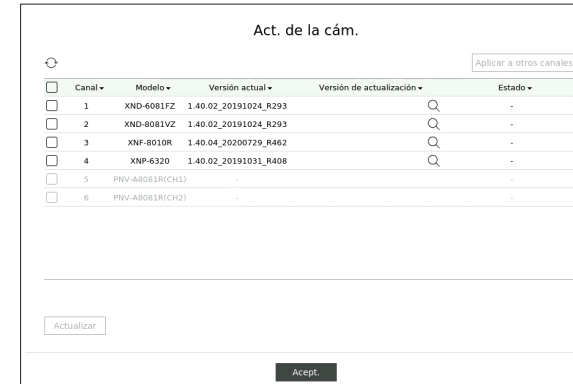 Act. de la cám.
Aplicar a otros canales
Canal Modelo Versión actual Versión de actualización Estado
1 XND-6081FZ 1.40.02_20191024_R293 -
2 XND-8081VZ 1.40.02_20191024_R293 -
3 XNF-8010R 1.40.04_20200729_R462 -
4 XNP-6320 1.40.02_20191031_R408 -
5 PNV-A8081R(CH1) - -
6 PNV-A8081R(CH2) - -
Actualizar
Acept.